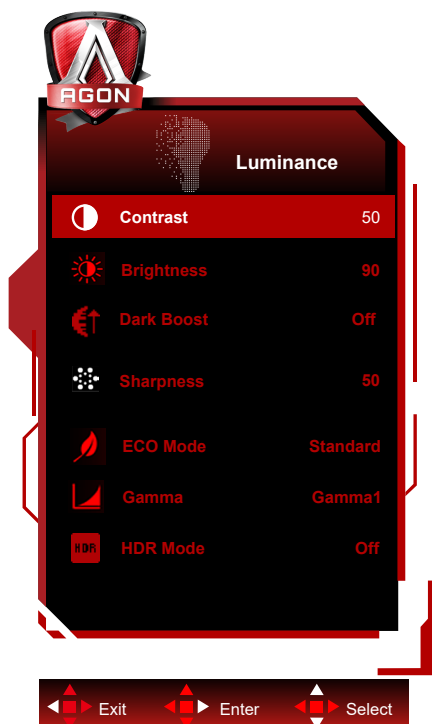 AGON
Luminance
Contrast 50
Brightness 90
Dark Boost Off
Sharpness 50
ECO Mode Standard
Gamma Gamma1
HDR HDR Mode Off
Exit Enter Select